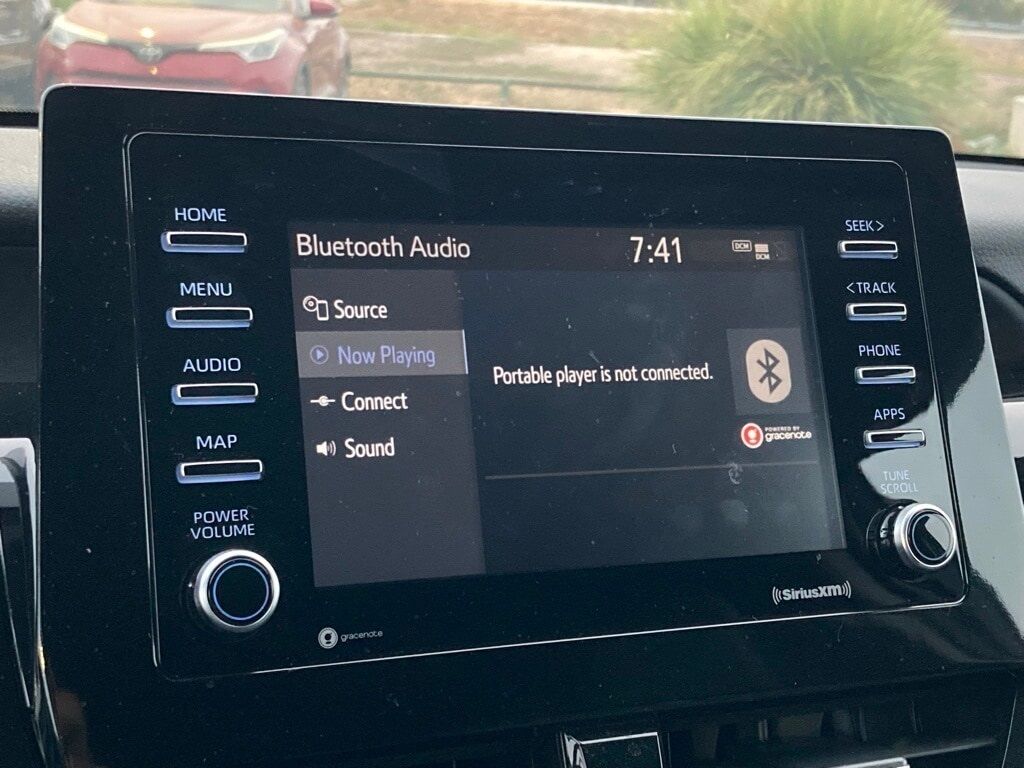 HOME
MENU
AUDIO
MAP
POWER
VOLUME
Bluetooth Audio
7:41
DCM
DCM
Source
Now Playing
Connect
Sound
Portable player is not connected.
POWERED BY
gracenote
SEEK >
< TRACK
PHONE
APPS
TUNE
SCROLL
gracenote
((SiriusXM))